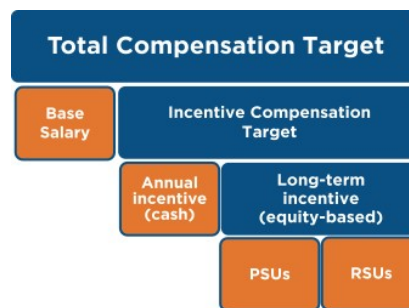 Total Compensation Target
Base
Salary
Incentive Compensation
Target
Annual
incentive
(cash)
Long-term
incentive
(equity-based)
PSUs
RSUs